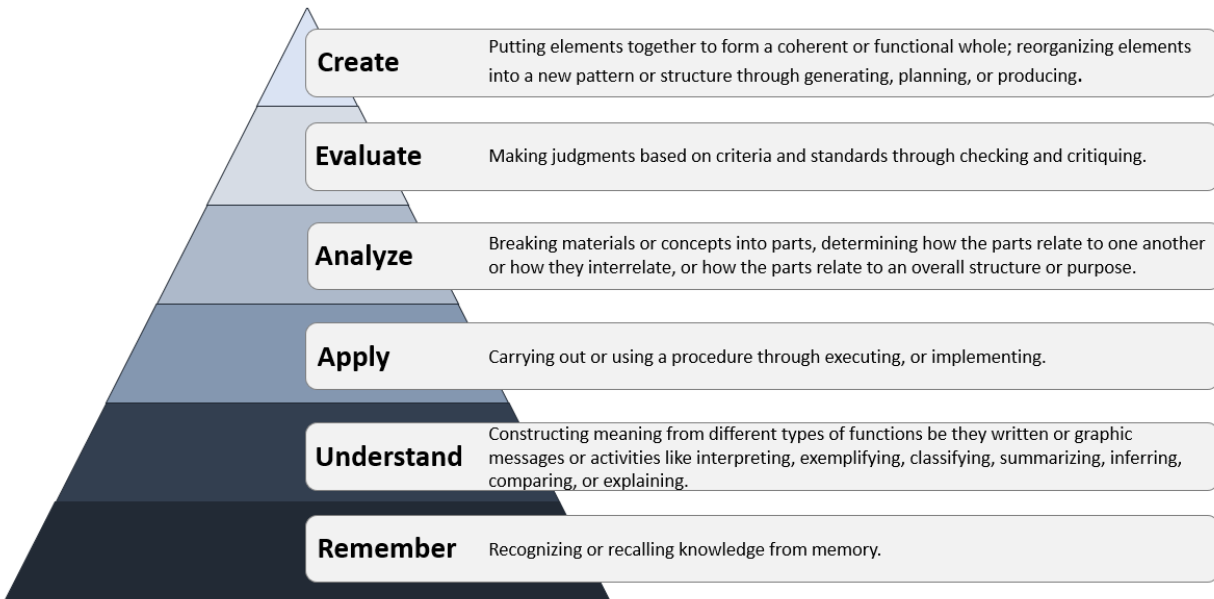 Create
Putting elements together to form a coherent or functional whole; reorganizing elements
into a new pattern or structure through generating, planning, or producing.
Evaluate
Making judgments based on criteria and standards through checking and critiquing.
Analyze
Breaking materials or concepts into parts, determining how the parts relate to one another
or how they interrelate, or how the parts relate to an overall structure or purpose.
Apply
Carrying out or using a procedure through executing, or implementing.
Understand
Constructing meaning from different types of functions be they written or graphic
messages or activities like interpreting, exemplifying, classifying, summarizing, inferring,
comparing, or explaining.
Remember
Recognizing or recalling knowledge from memory.